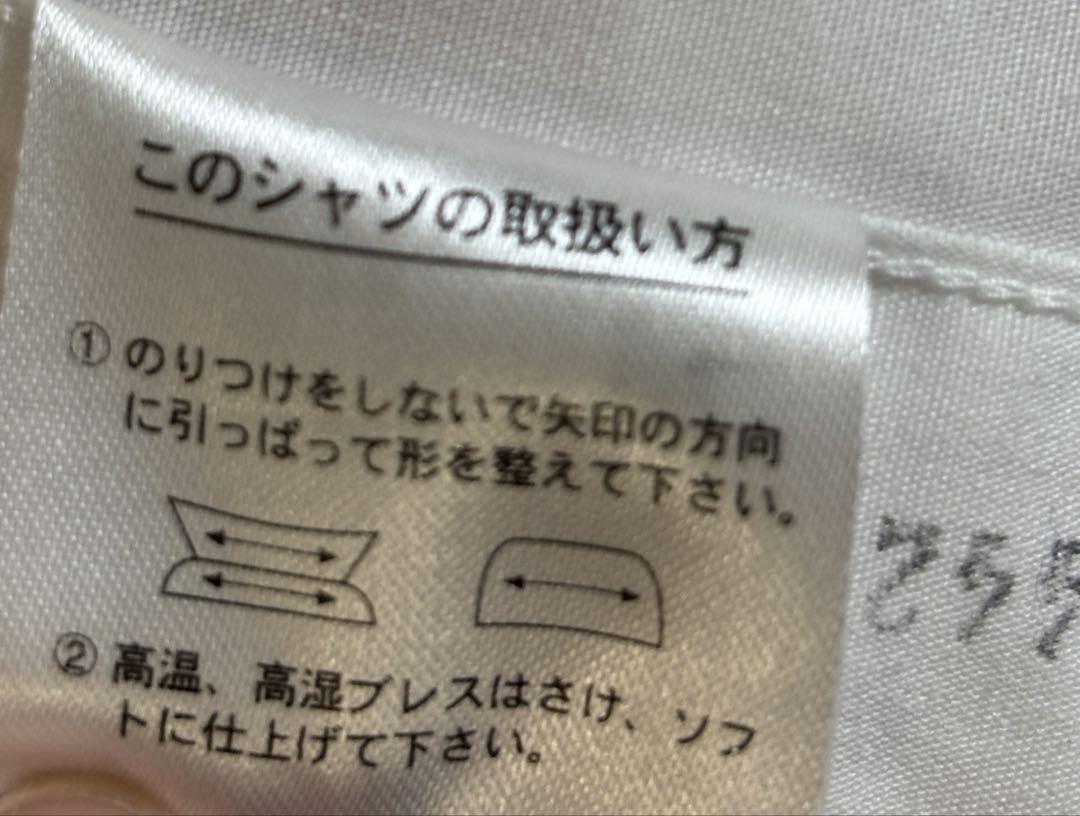 このシャツの取扱い方
① のりつけをしないで矢印の方向
に引っぱって形を整えて下さい。
② 高温、高湿プレスはさけ、ソフ
トに仕上げて下さい。